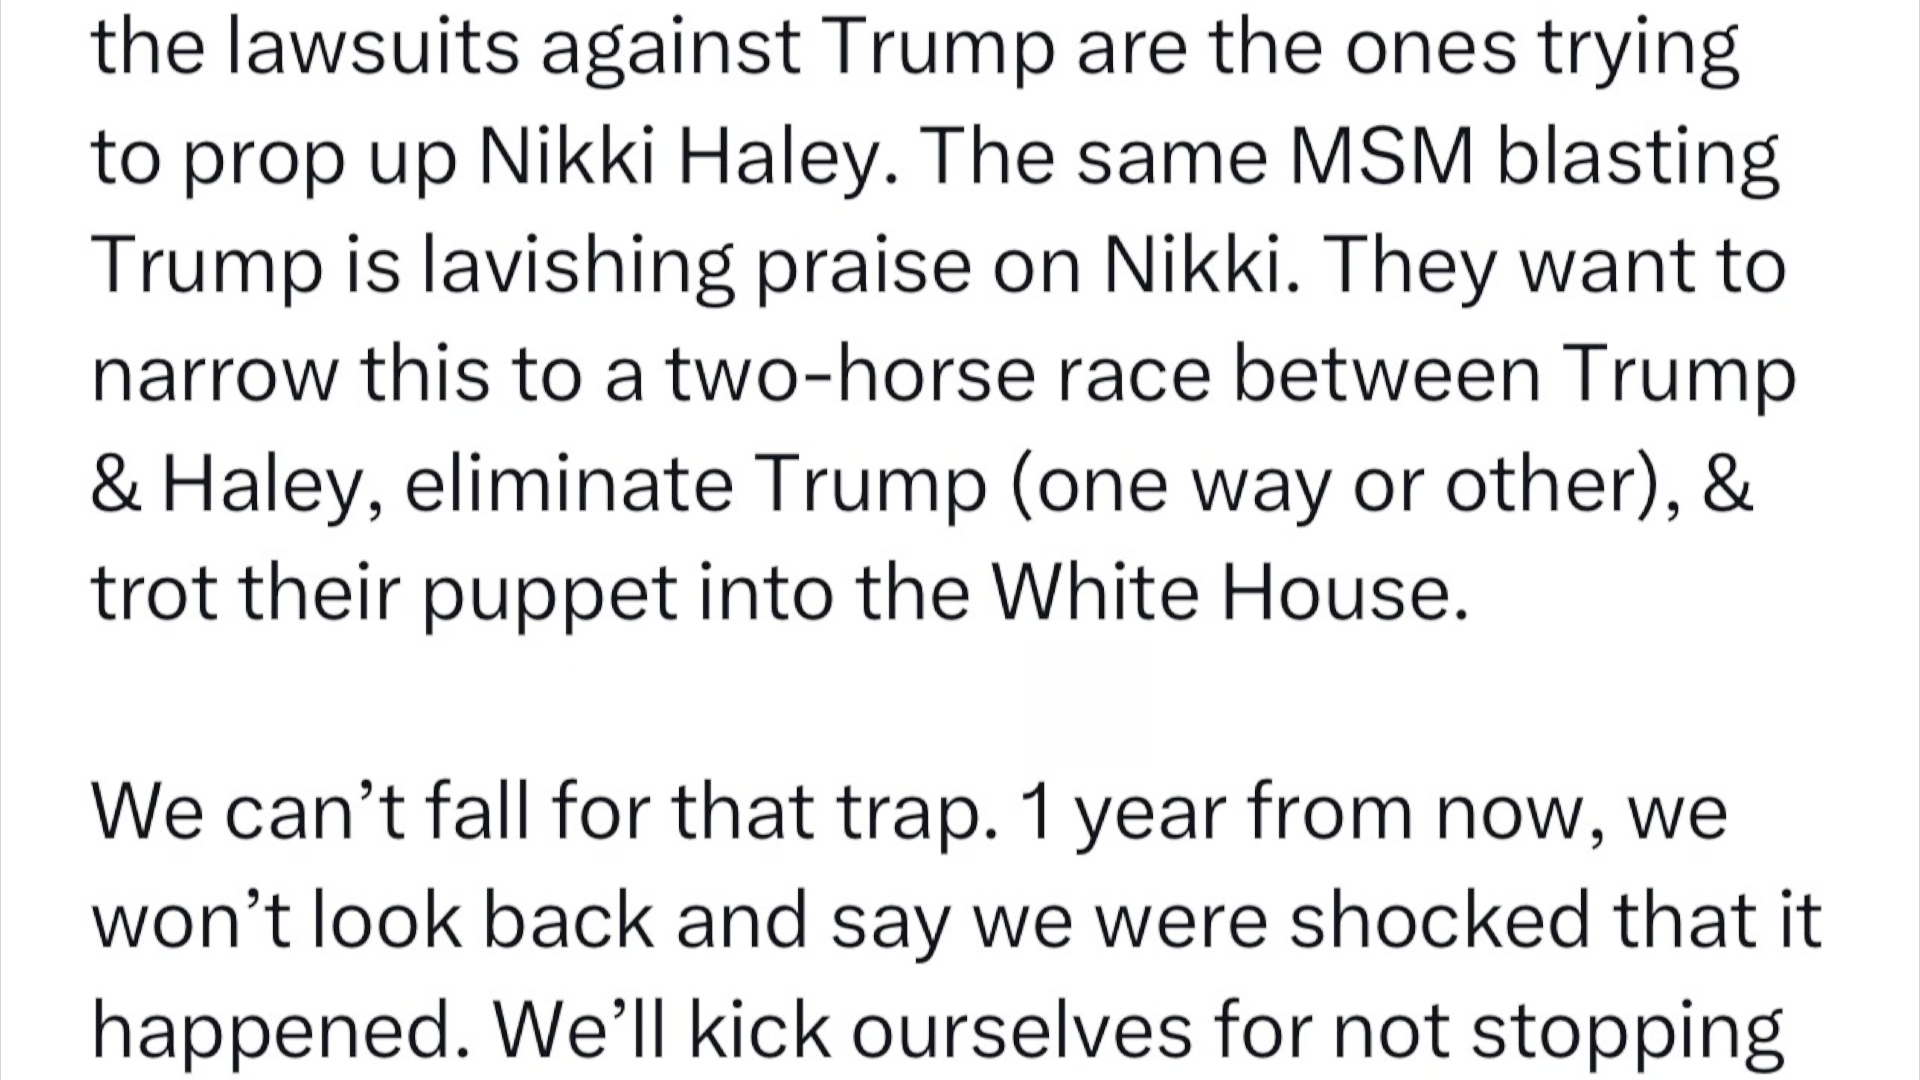 the lawsuits against Trump are the ones trying
to prop up Nikki Haley. The same MSM blasting
Trump is lavishing praise on Nikki. They want to
narrow this to a two-horse race between Trump
& Haley, eliminate Trump (one way or other), &
trot their puppet into the White House.
We can’t fall for that trap. 1 year from now, we
won’t look back and say we were shocked that it
happened. We’ll kick ourselves for not stopping